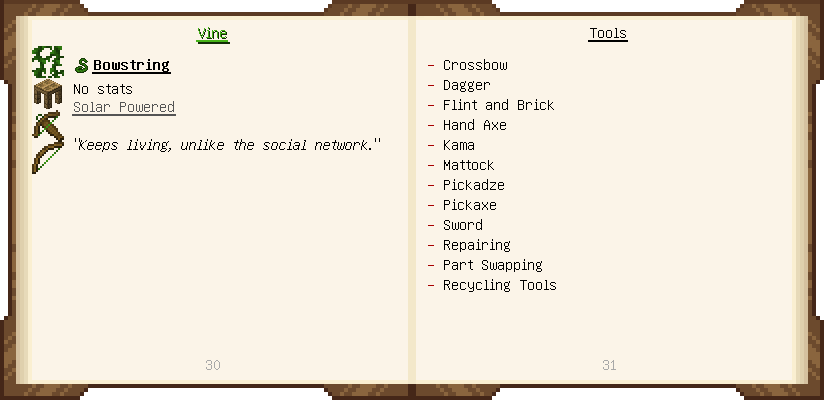 Vine
Bowstring
No stats
Solar Powered
"Keeps living, unlike the social network."
30
Tools
- Crossbow
- Dagger
- Flint and Brick
- Hand Axe
- Kama
- Mattock
- Pickadze
- Pickaxe
- Sword
- Repairing
- Part Swapping
- Recycling Tools
31